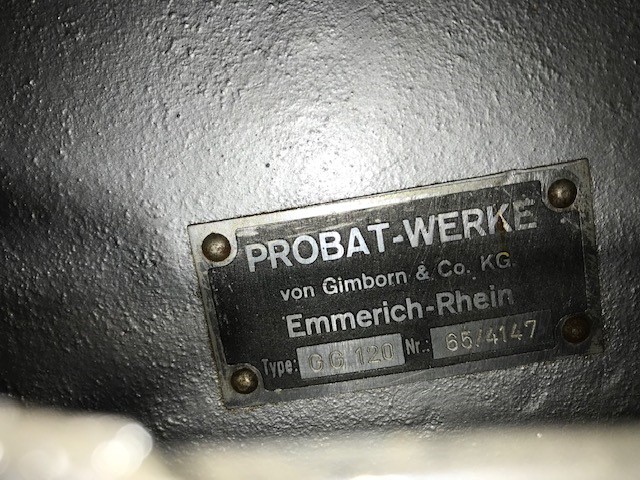 PROBAT-WERKE
von Gimborn & Co. KG.
Emmerich-Rhein
Type: GG 120 Nr.: 65/4147